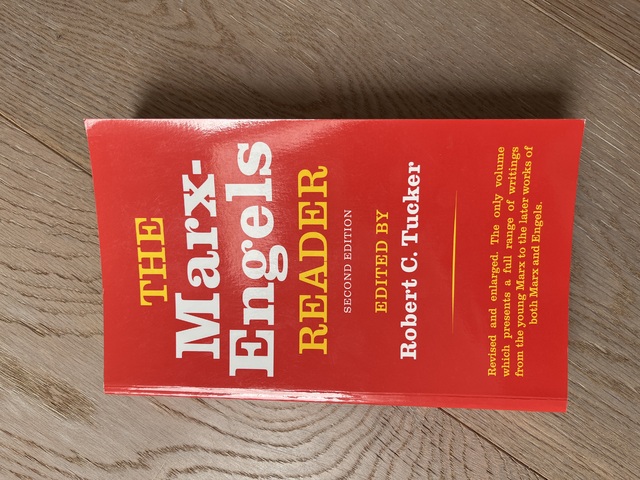 THE
Marx-
Engels
READER
SECOND EDITION
EDITED BY
Robert C. Tucker
Revised and enlarged. The only volume
which presents a full range of writings
from the young Marx to the later works of
both Marx and Engels.